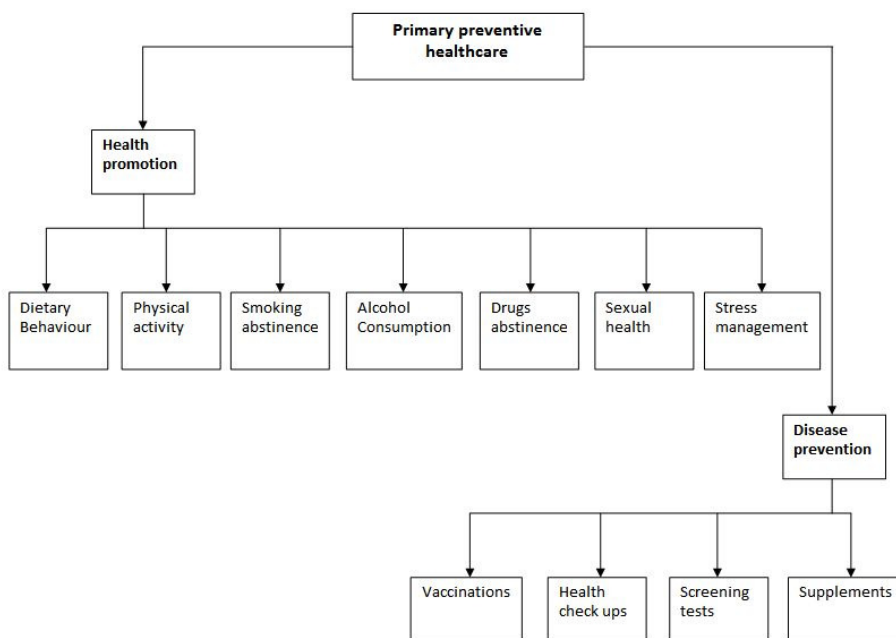 Primary preventive
healthcare
Health
promotion
Dietary
Behaviour
Physical
activity
Smoking
abstinence
Alcohol
Consumption
Drugs
abstinence
Sexual
health
Stress
management
Disease
prevention
Vaccinations
Health
check ups
Screening
tests
Supplements